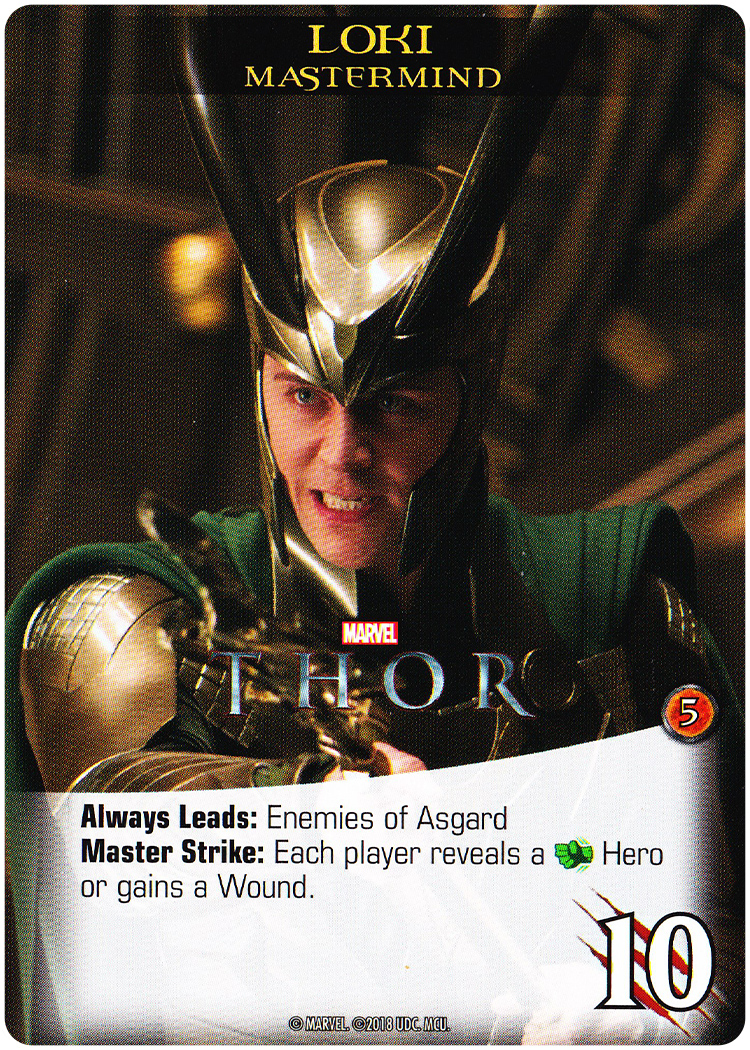 LOKI
MASTERMIND
MARVEL
THOR
5
Always Leads: Enemies of Asgard
Master Strike: Each player reveals a Hero
or gains a Wound.
10
© MARVEL. ©2018 UDC. MCU.